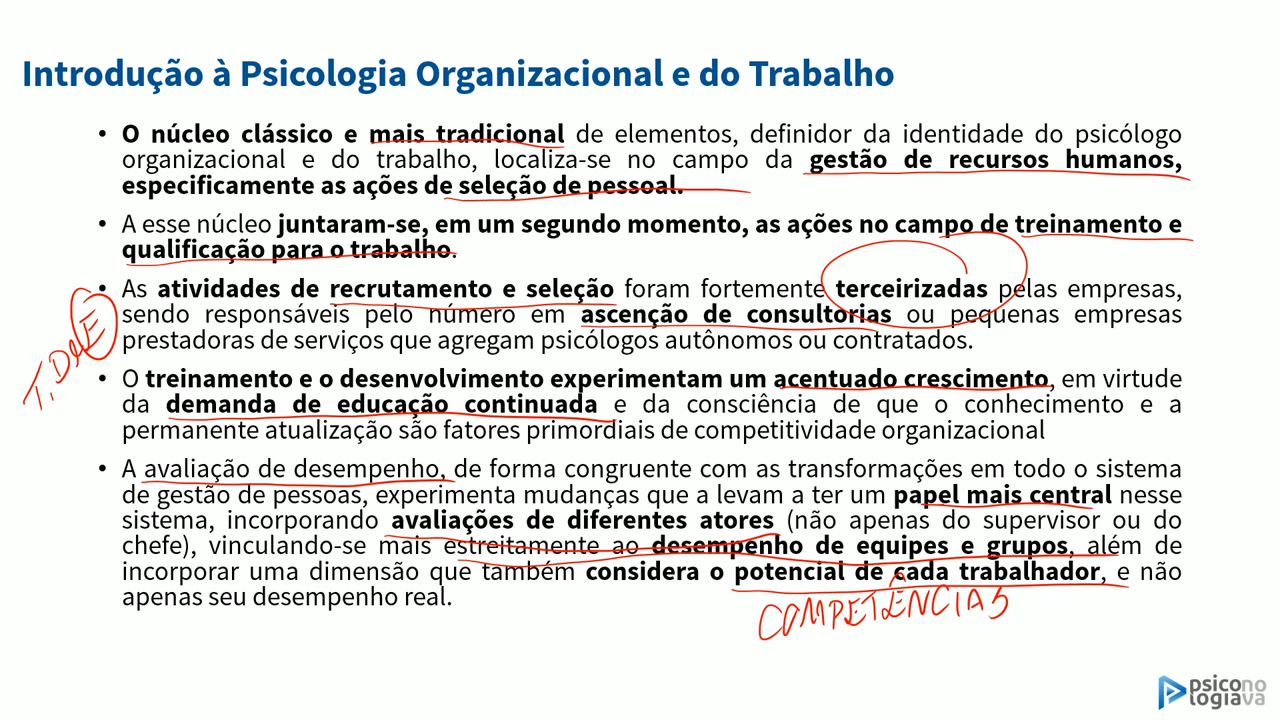 Introdução à Psicologia Organizacional e do Trabalho
• O núcleo clássico e mais tradicional de elementos, definidor da identidade do psicólogo
organizacional e do trabalho, localiza-se no campo da gestão de recursos humanos,
especificamente as ações de seleção de pessoal.
• A esse núcleo juntaram-se, em um segundo momento, as ações no campo de treinamento e
qualificação para o trabalho.
• As atividades de recrutamento e seleção foram fortemente terceirizadas pelas empresas,
sendo responsáveis pelo número em ascenção de consultorias ou pequenas empresas
prestadoras de serviços que agregam psicólogos autônomos ou contratados.
• O treinamento e o desenvolvimento experimentam um acentuado crescimento, em virtude
da demanda de educação continuada e da consciência de que o conhecimento e a
permanente atualização são fatores primordiais de competitividade organizacional
• A avaliação de desempenho, de forma congruente com as transformações em todo o sistema
de gestão de pessoas, experimenta mudanças que a levam a ter um papel mais central nesse
sistema, incorporando avaliações de diferentes atores (não apenas do supervisor ou do
chefe), vinculando-se mais estreitamente ao desempenho de equipes e grupos, além de
incorporar uma dimensão que também considera o potencial de cada trabalhador, e não
apenas seu desempenho real.
COMPETÊNCIAS
psicono
logiava